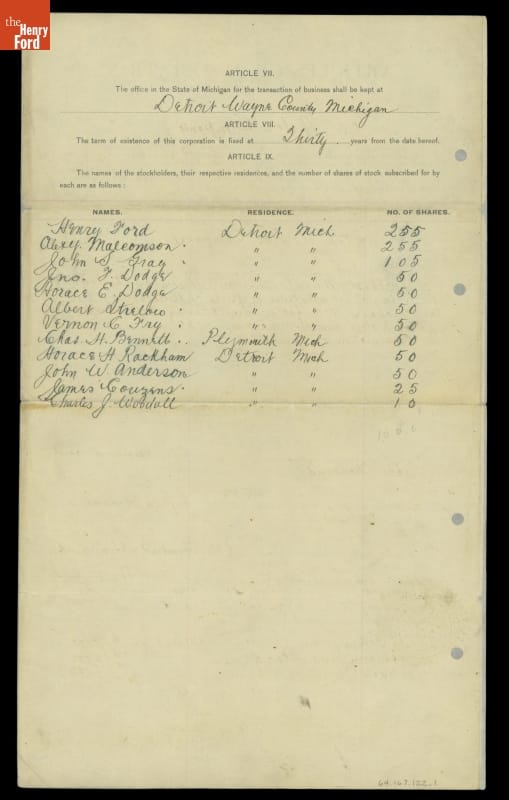 the
Henry
Ford
ARTICLE VII.
The office in the State of Michigan for the transaction of business shall be kept at
Detroit Wayne County Michigan
ARTICLE VIII.
The term of existence of this corporation is fixed at Thirty years from the date hereof.
ARTICLE IX.
The names of the stockholders, their respective residences, and the number of shares of stock subscribed for by
each are as follows :
NAMES. RESIDENCE. NO. OF SHARES.
Henry Ford Detroit Mich 255
Alex Y. Malcomson " " 255
John S. Gray " " 105
Jno. F. Dodge " " 50
Horace E. Dodge " " 50
Albert Strelow " " 50
Vernon C. Fry " " 50
Chas. H. Bennett Plymouth Mich 50
Horace H Rackham Detroit Mich 50
John W. Anderson " " 50
James Couzens " " 25
Charles J. Woodall " " 10
64.167.122.1